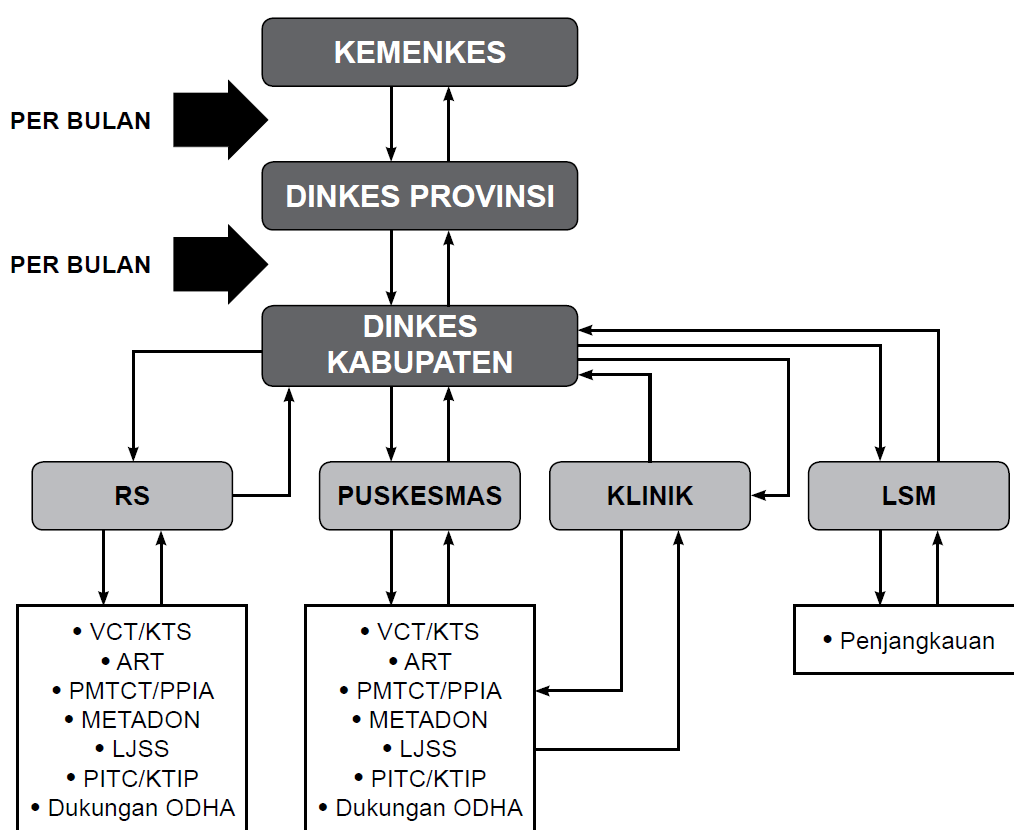 KEMENKES
PER BULAN
DINKES PROVINSI
PER BULAN
DINKES
KABUPATEN
RS
PUSKESMAS
KLINIK
LSM
• VCT/KTS
• ART
• PMTCT/PPIA
• METADON
• LJSS
• PITC/KTIP
• Dukungan ODHA
• VCT/KTS
• ART
• PMTCT/PPIA
• METADON
• LJSS
• PITC/KTIP
• Dukungan ODHA
• Penjangkauan